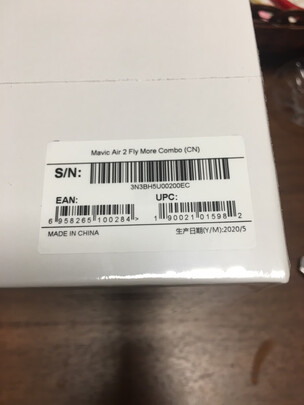 Mavic Air 2 Fly More Combo (CN)
S/N:
3N3BH5U00200EC
EAN: UPC:
6 958265 100284 > 1 90021 01598 2
MADE IN CHINA 生产日期(Y/M):2020/5